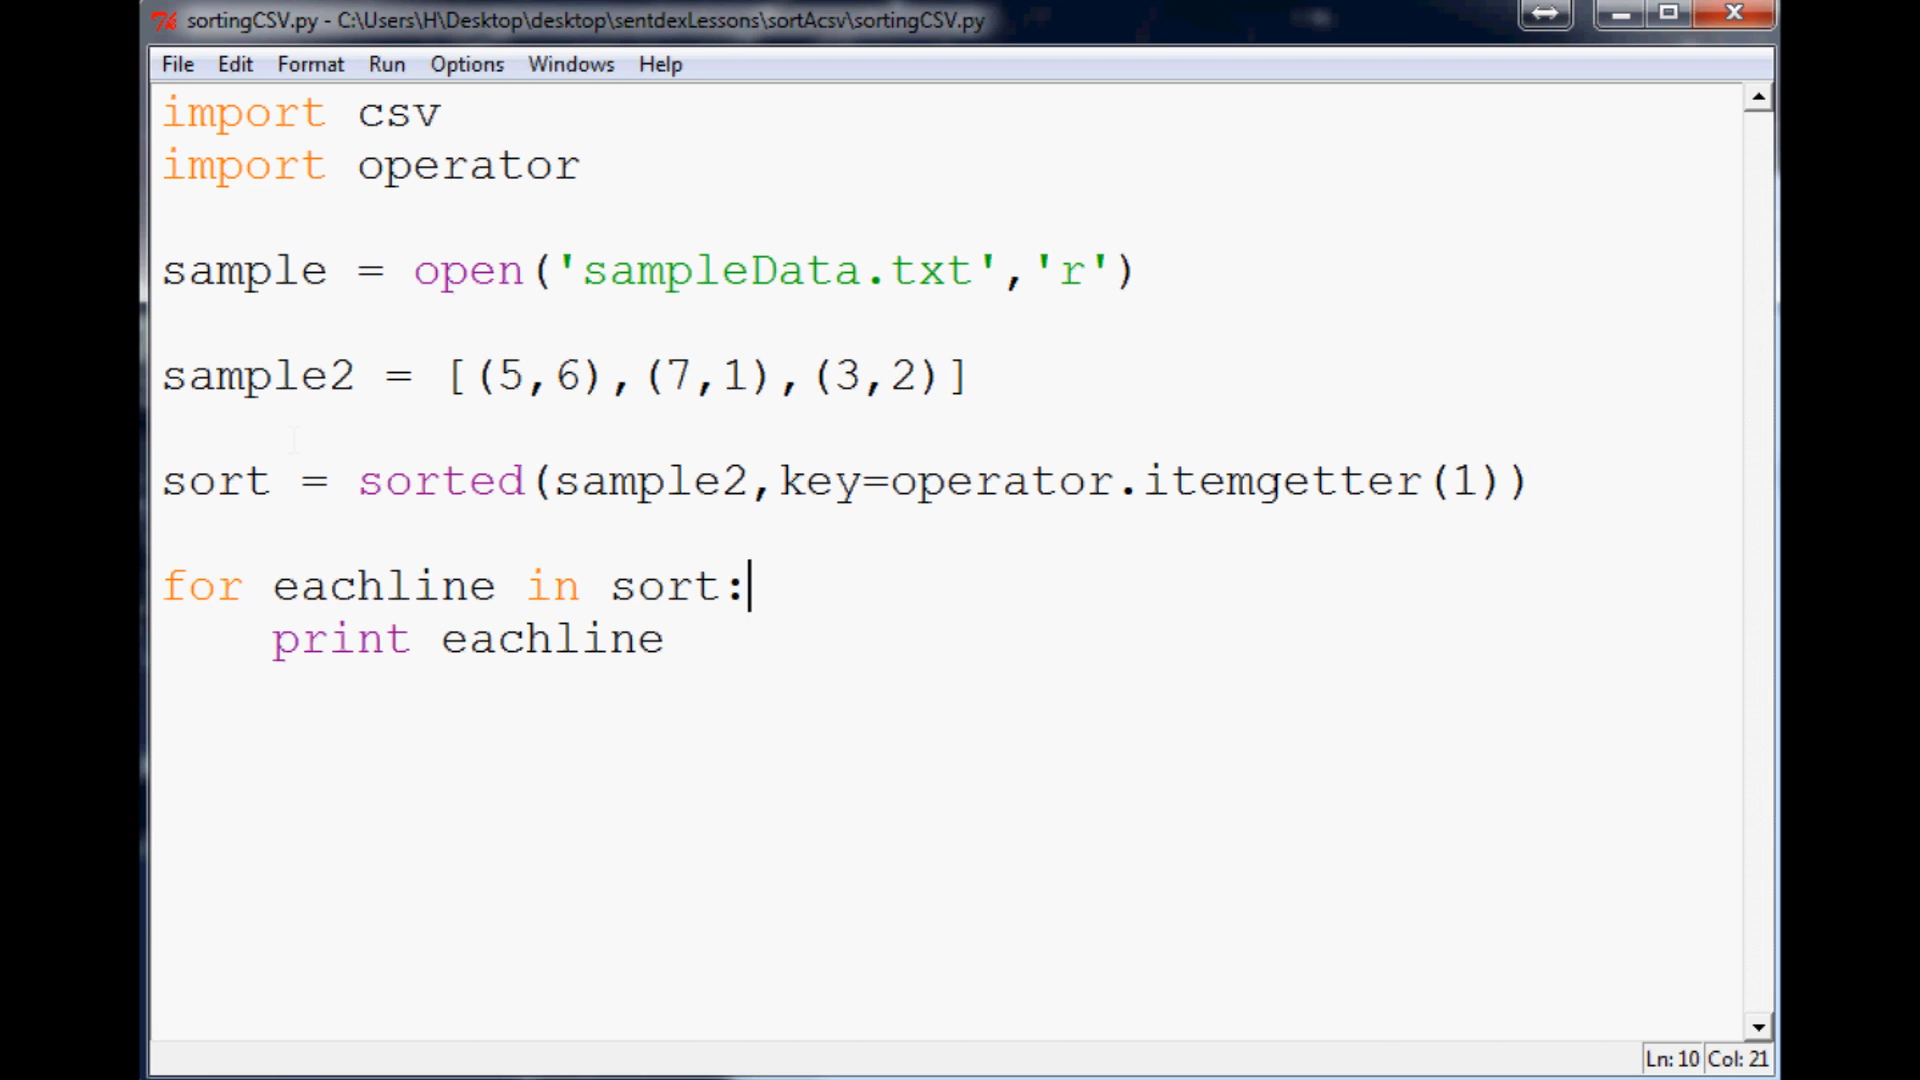 sortingCSV.py - C:\Users\H\Desktop\desktop\sentdexLessons\sortAcsv\sortingCSV.py
File Edit Format Run Options Windows Help
import csv
import operator
sample = open('sampleData.txt','r')
sample2 = [(5,6),(7,1),(3,2)]
sort = sorted(sample2,key=operator.itemgetter(1))
for eachline in sort:
    print eachline
Ln: 10 Col: 21